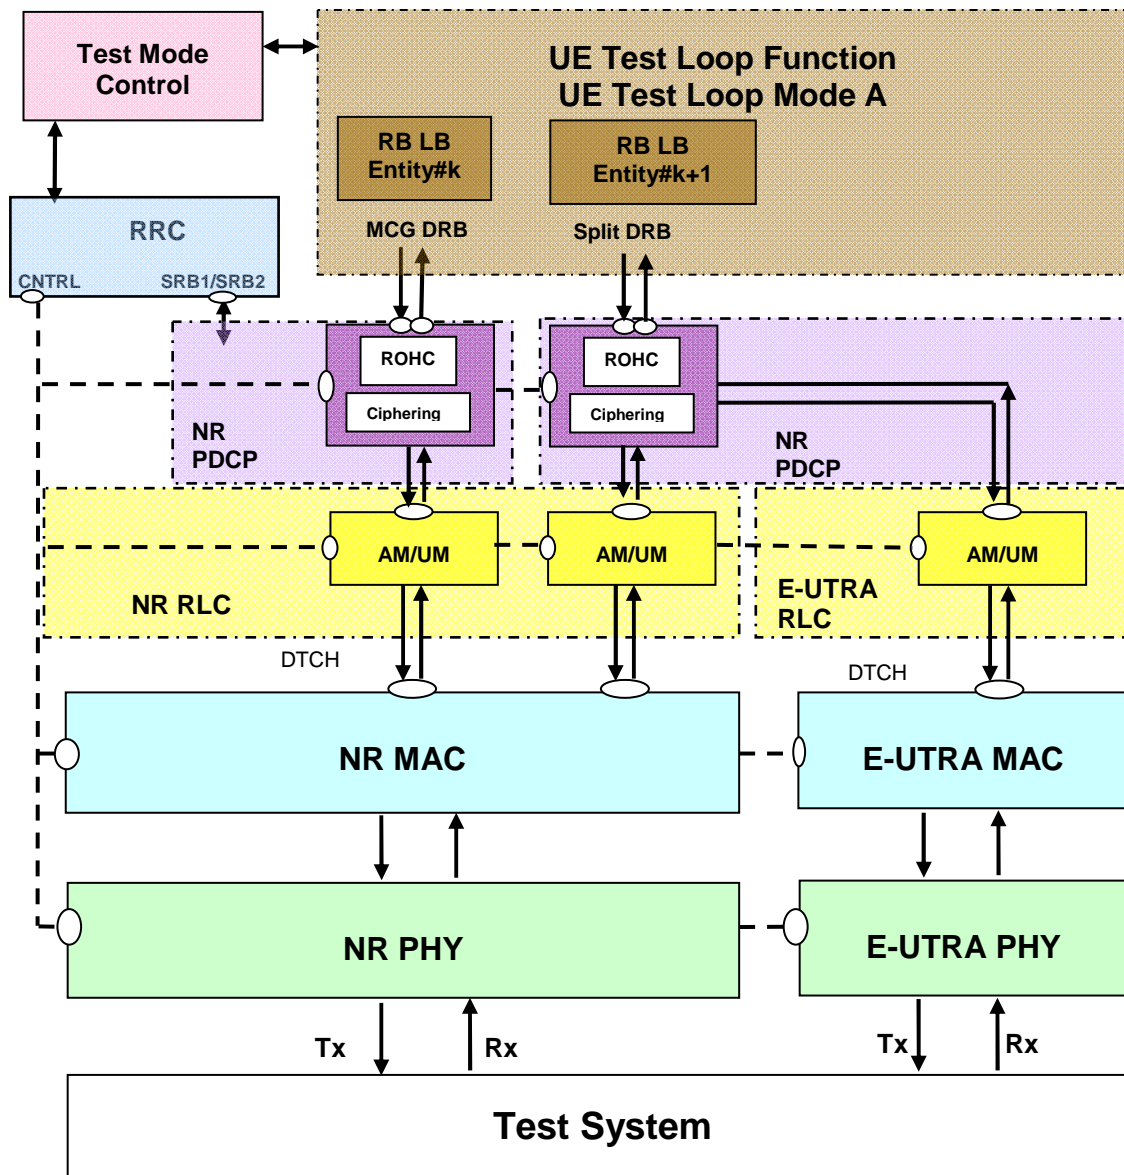 Test Mode
Control
UE Test Loop Function
UE Test Loop Mode A
RB LB
Entity#k
RB LB
Entity#k+1
MCG DRB
Split DRB
RRC
CNTRL
SRB1/SRB2
ROHC
Ciphering
NR
PDCP
ROHC
Ciphering
NR
PDCP
AM/UM
AM/UM
AM/UM
NR RLC
E-UTRA
RLC
DTCH
DTCH
NR MAC
E-UTRA MAC
NR PHY
E-UTRA PHY
Tx
Rx
Tx
Rx
Test System